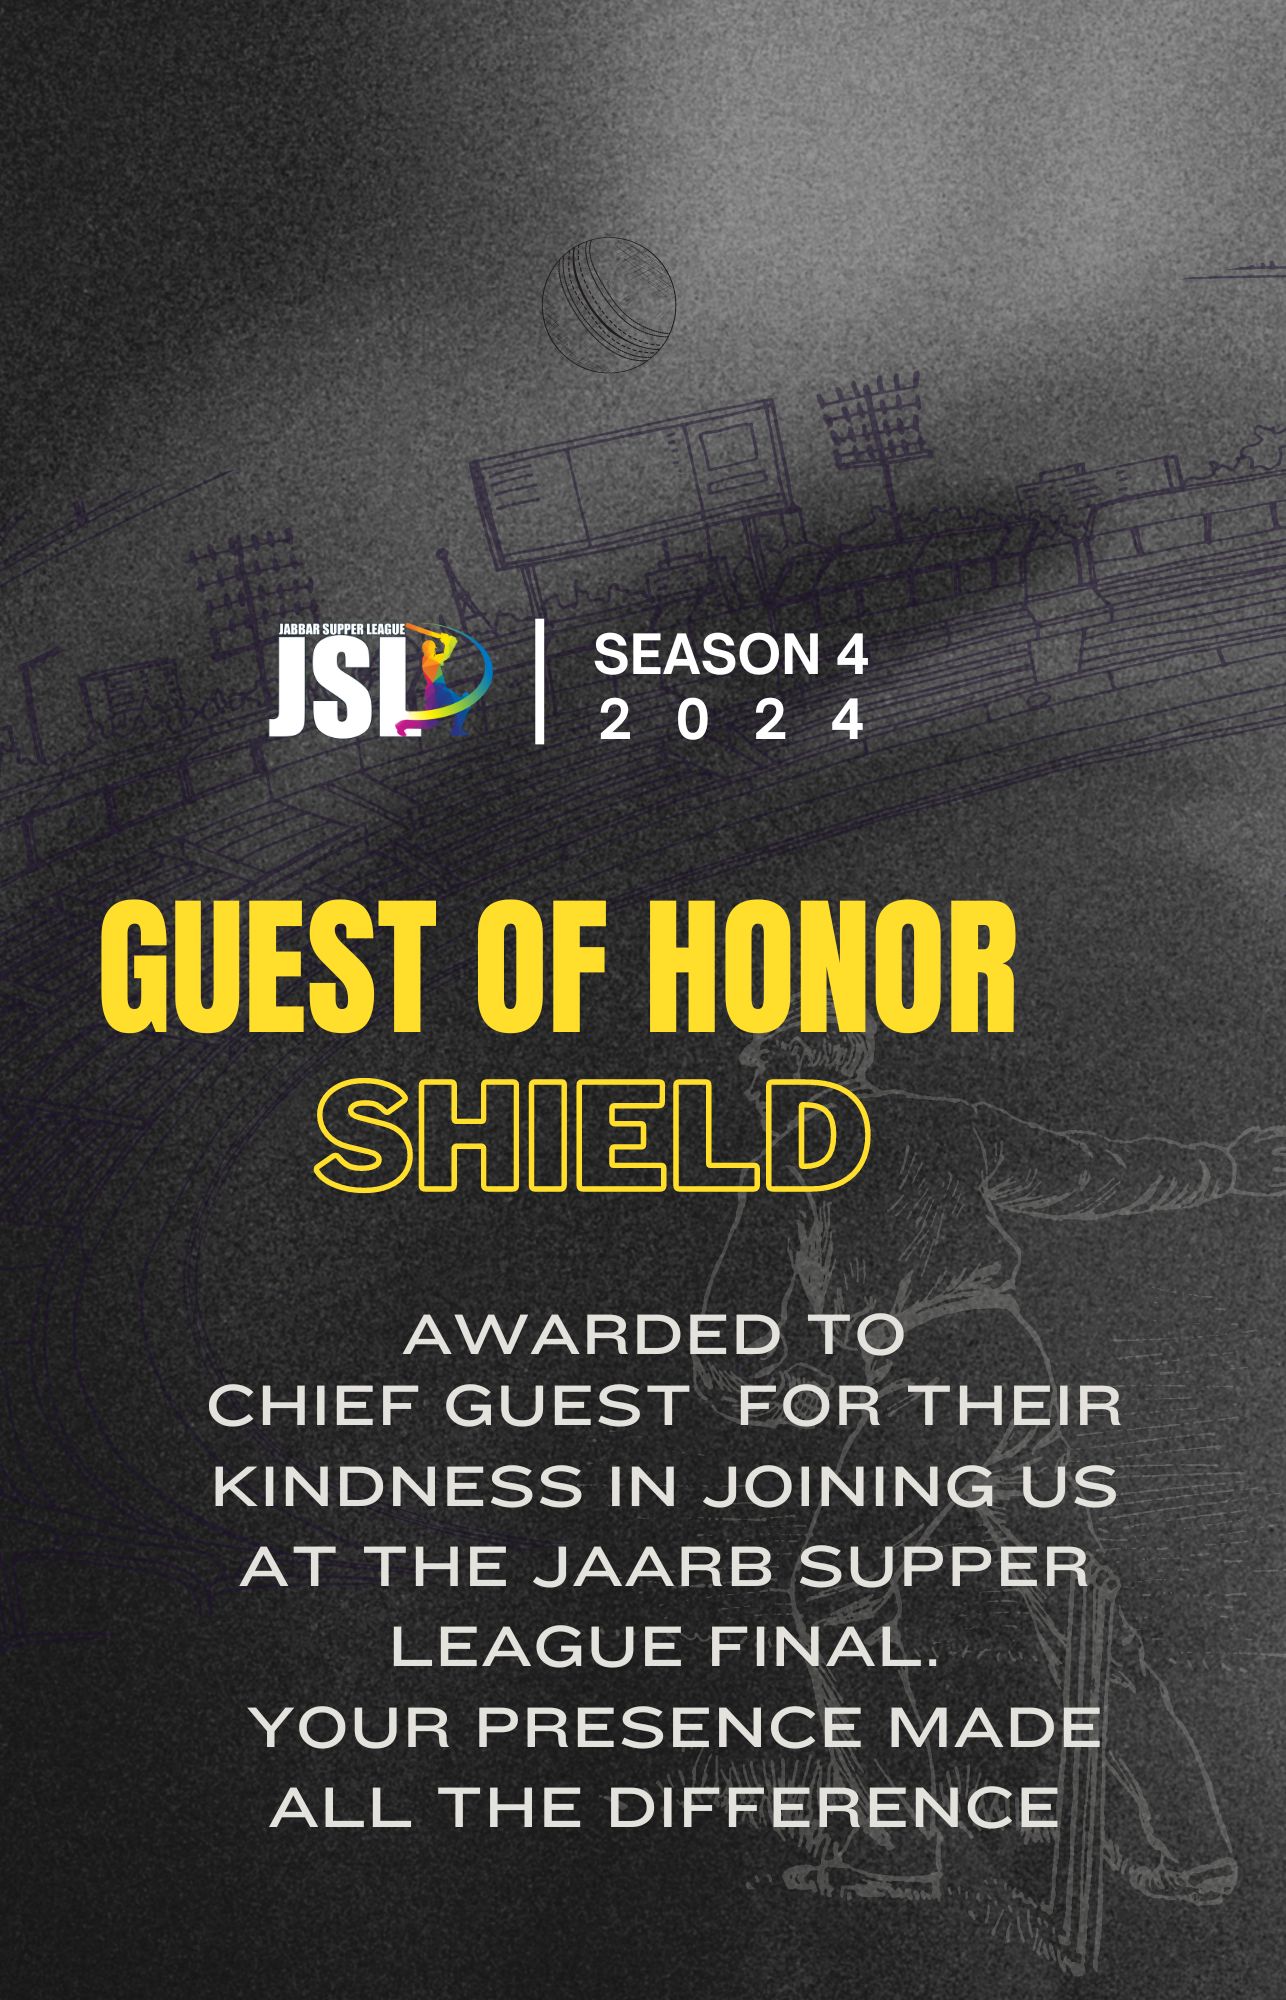 JABBAR SUPPER LEAGUE
JSL
SEASON 4
2 0 2 4
GUEST OF HONOR
SHIELD
AWARDED TO
CHIEF GUEST FOR THEIR
KINDNESS IN JOINING US
AT THE JAARB SUPPER
LEAGUE FINAL.
YOUR PRESENCE MADE
ALL THE DIFFERENCE